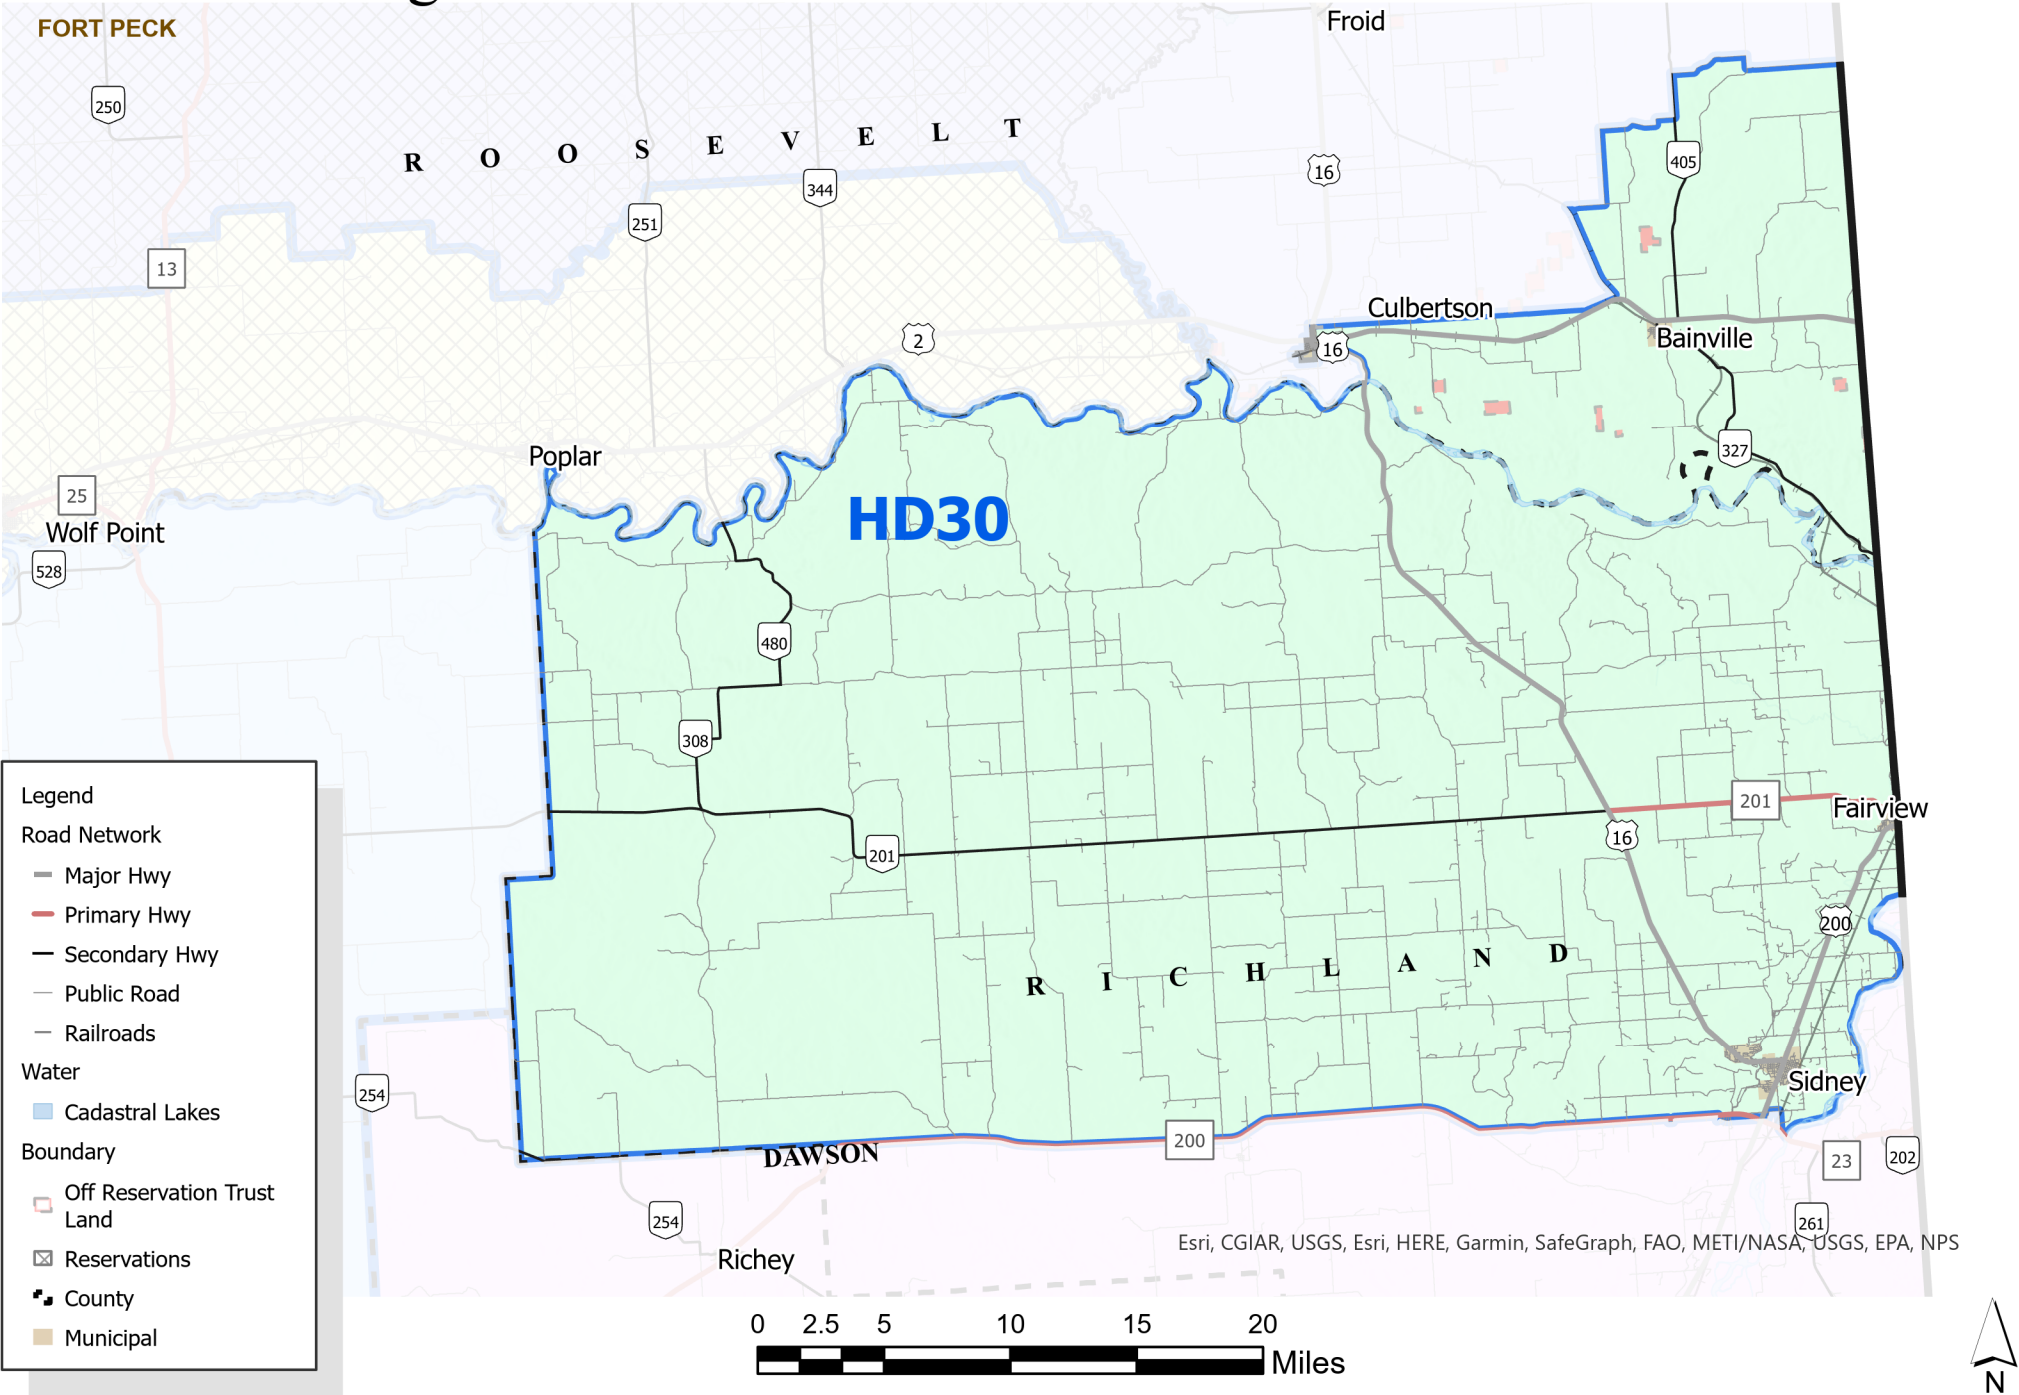 FORT PECK
Froid
250
ROOSEVELT
16
405
344
251
13
Culbertson
2
16
Bainville
327
Poplar
25
Wolf Point
HD30
528
480
308
201
Fairview
201
16
200
RICHLAND
Sidney
254
200
DAWSON
23
202
254
261
Richey
Esri, CGIAR, USGS, Esri, HERE, Garmin, SafeGraph, FAO, METI/NASA, USGS, EPA, NPS
Legend
Road Network
Major Hwy
Primary Hwy
Secondary Hwy
Public Road
Railroads
Water
Cadastral Lakes
Boundary
Off Reservation Trust
Land
Reservations
County
Municipal
0 2.5 5 10 15 20
Miles
N